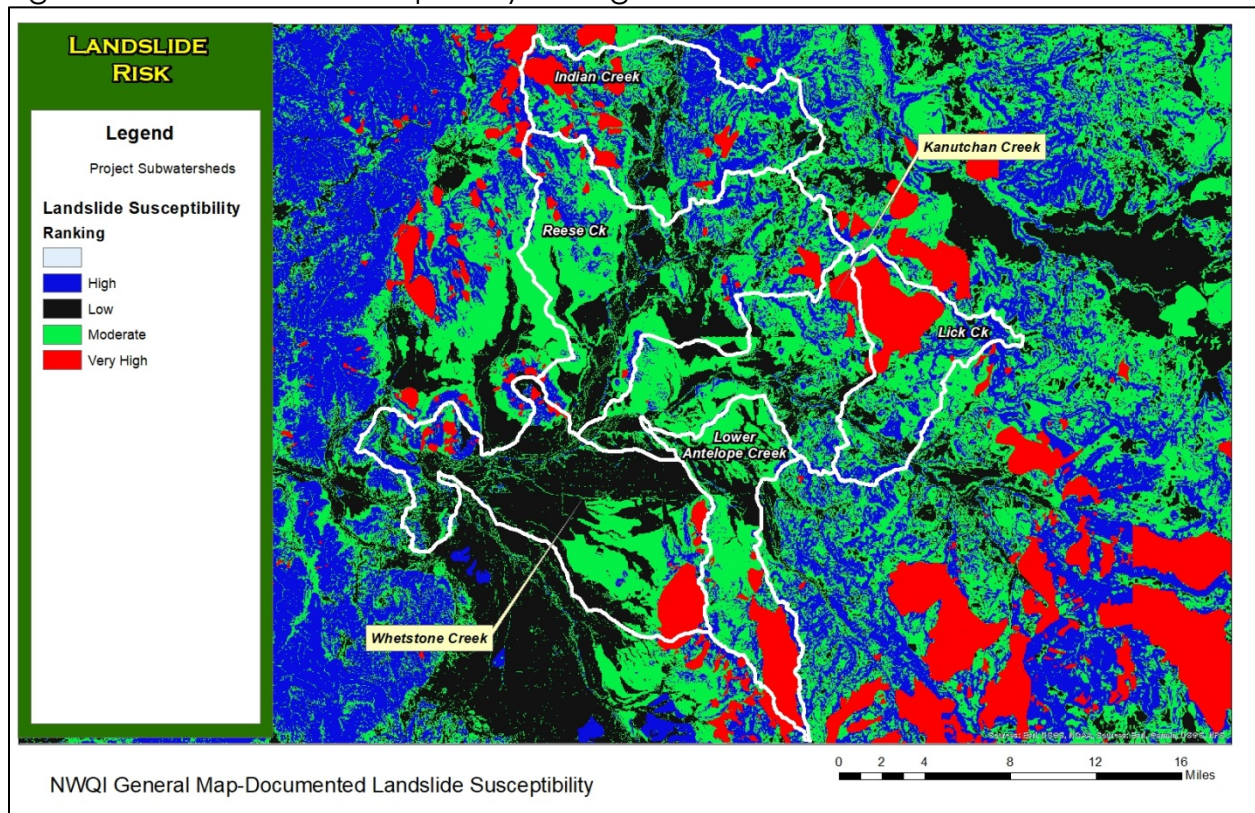 LANDSLIDE
RISK
Legend
Project Subwatersheds
Landslide Susceptibility
Ranking
High
Low
Moderate
Very High
Indian Creek
Kanutchan Creek
Reese Ck
Lick Ck
Lower
Antelope Creek
Whetstone Creek
NWQI General Map-Documented Landslide Susceptibility
0 2 4 8 12 16
Miles